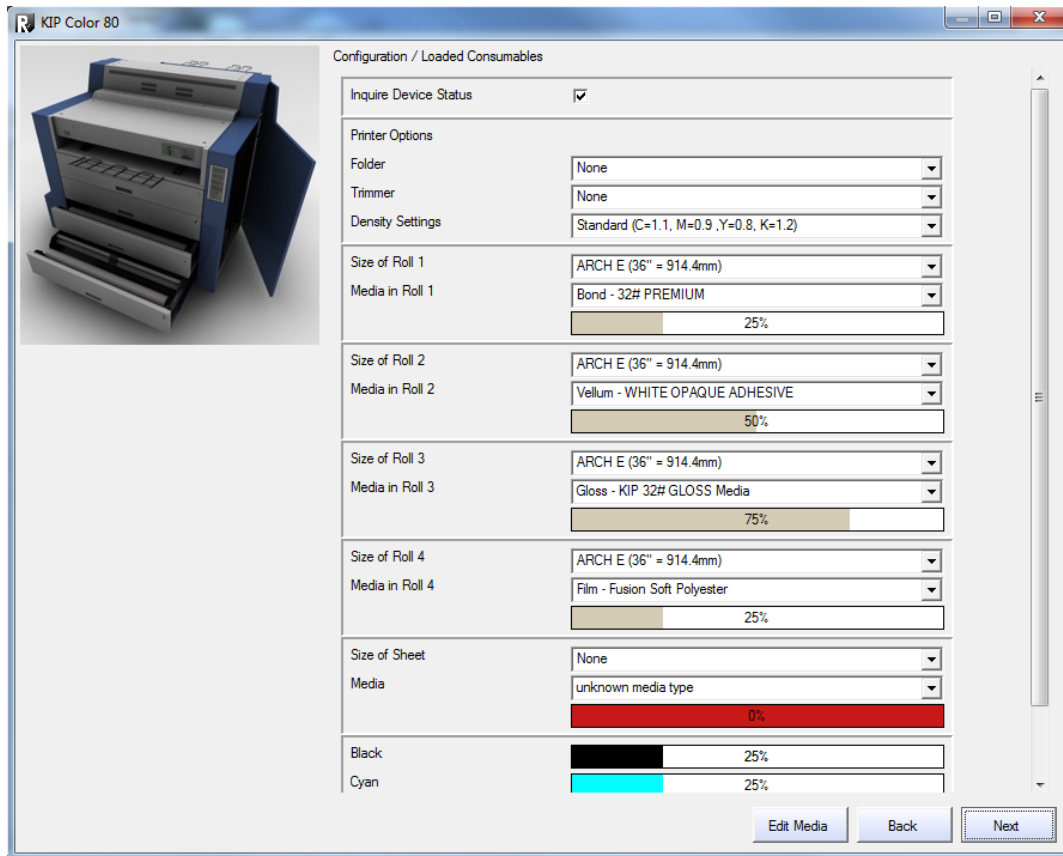 KIP Color 80
Configuration / Loaded Consumables
Inquire Device Status
Printer Options
Folder None
Trimmer None
Density Settings Standard (C=1.1, M=0.9 ,Y=0.8, K=1.2)
Size of Roll 1 ARCH E (36" = 914.4mm)
Media in Roll 1 Bond - 32# PREMIUM
25%
Size of Roll 2 ARCH E (36" = 914.4mm)
Media in Roll 2 Vellum - WHITE OPAQUE ADHESIVE
50%
Size of Roll 3 ARCH E (36" = 914.4mm)
Media in Roll 3 Gloss - KIP 32# GLOSS Media
75%
Size of Roll 4 ARCH E (36" = 914.4mm)
Media in Roll 4 Film - Fusion Soft Polyester
25%
Size of Sheet None
Media unknown media type
0%
Black 25%
Cyan 25%
Edit Media Back Next